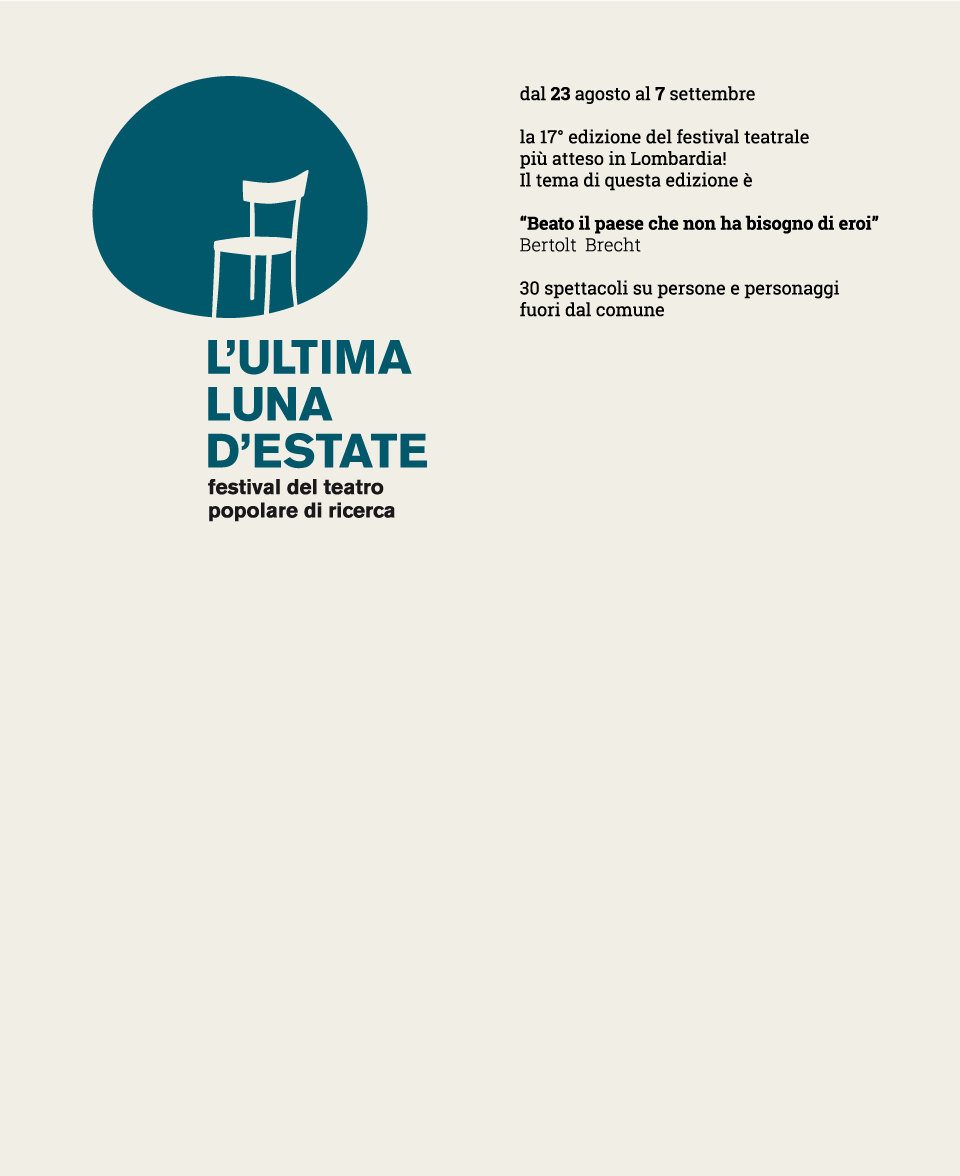 L’ULTIMA
LUNA
D’ESTATE
festival del teatro
popolare di ricerca
dal 23 agosto al 7 settembre
la 17° edizione del festival teatrale
più atteso in Lombardia!
Il tema di questa edizione è
“Beato il paese che non ha bisogno di eroi”
Bertolt Brecht
30 spettacoli su persone e personaggi
fuori dal comune